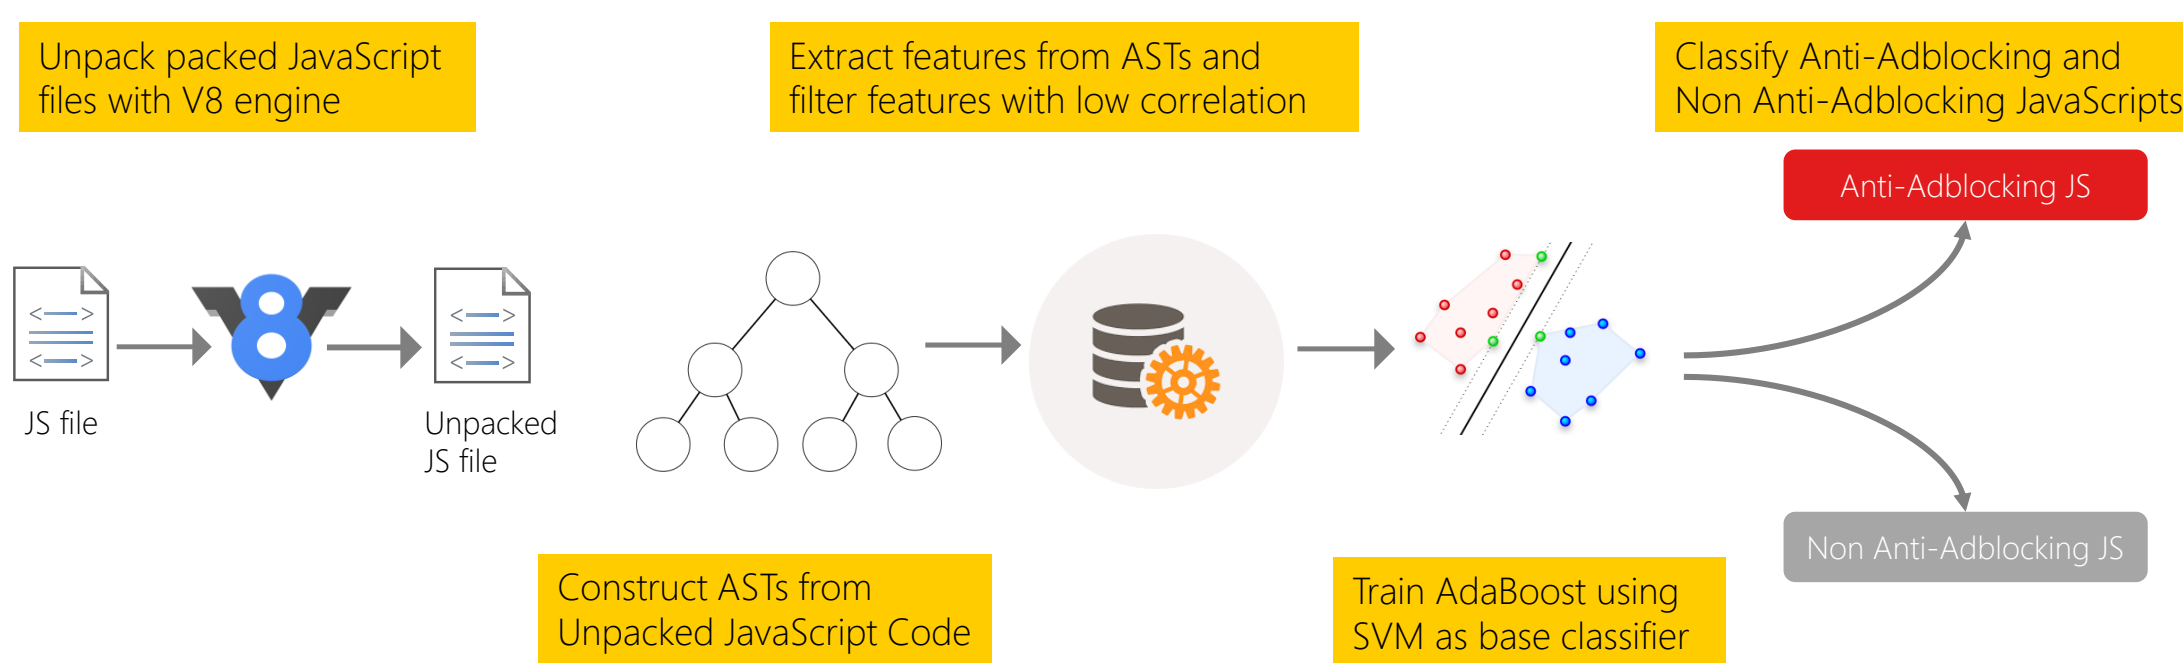 Unpack packed JavaScript
files with V8 engine
Extract features from ASTs and
filter features with low correlation
Classify Anti-Adblocking and
Non Anti-Adblocking JavaScripts
Anti-Adblocking JS
8
JS file
Unpacked
JS file
Non Anti-Adblocking JS
Construct ASTs from
Unpacked JavaScript Code
Train AdaBoost using
SVM as base classifier